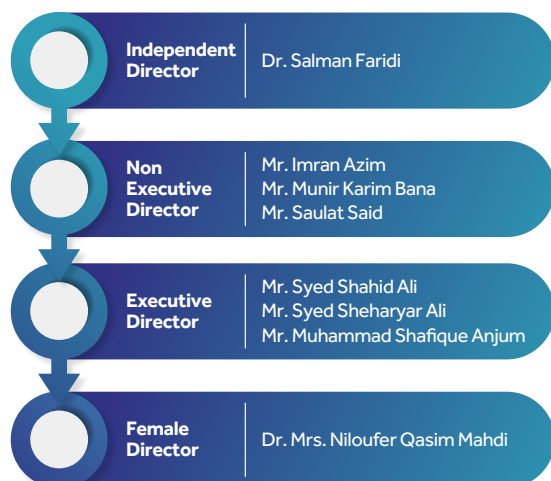 Independent
Director
Dr. Salman Faridi
Non
Executive
Director
Mr. Imran Azim
Mr. Munir Karim Bana
Mr. Saulat Said
Executive
Director
Mr. Syed Shahid Ali
Mr. Syed Sheharyar Ali
Mr. Muhammad Shafique Anjum
Female
Director
Dr. Mrs. Niloufer Qasim Mahdi